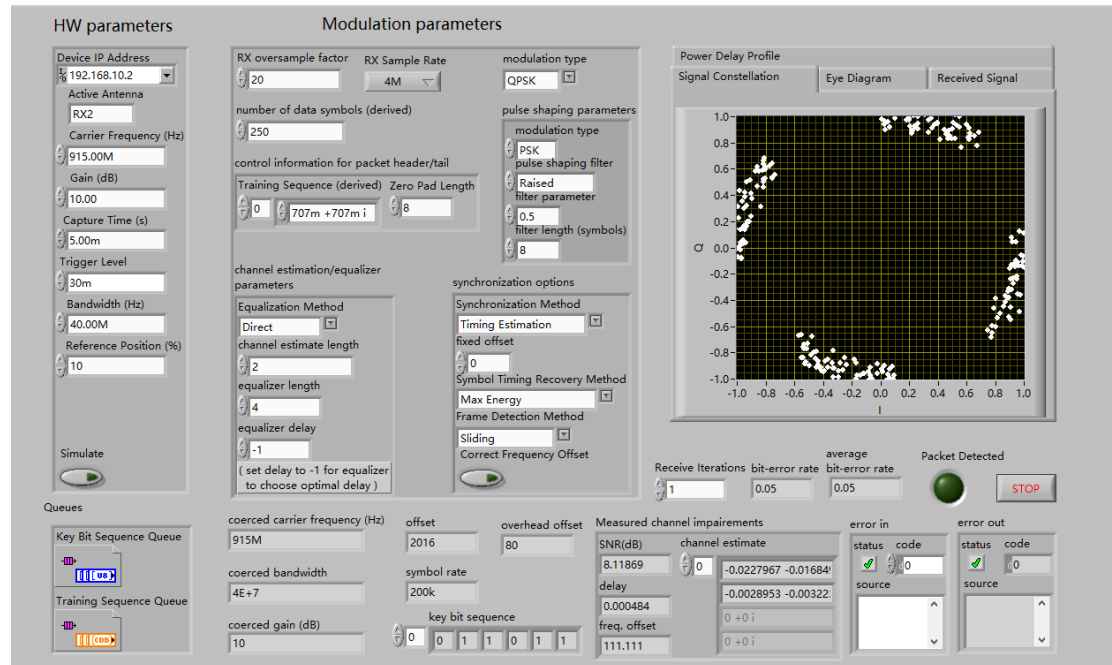 HW parameters
Modulation parameters
Device IP Address
192.168.10.2
Active Antenna
RX2
Carrier Frequency (Hz)
915.00M
Gain (dB)
10.00
Capture Time (s)
5.00m
Trigger Level
30m
Bandwidth (Hz)
40.00M
Reference Position (%)
10
Simulate
RX oversample factor
20
RX Sample Rate
4M
modulation type
QPSK
number of data symbols (derived)
250
pulse shaping parameters
modulation type
PSK
pulse shaping filter
Raised
filter parameter
0.5
filter length (symbols)
8
control information for packet header/tail
Training Sequence (derived)
0
707m +707m i
Zero Pad Length
8
channel estimation/equalizer
parameters
Equalization Method
Direct
channel estimate length
2
equalizer length
4
equalizer delay
-1
( set delay to -1 for equalizer
to choose optimal delay )
synchronization options
Synchronization Method
Timing Estimation
fixed offset
0
Symbol Timing Recovery Method
Max Energy
Frame Detection Method
Sliding
Correct Frequency Offset
Power Delay Profile
Signal Constellation
Eye Diagram
Received Signal
Q
1.0
0.8
0.6
0.4
0.2
0.0
-0.2
-0.4
-0.6
-0.8
-1.0
-1.0 -0.8 -0.6 -0.4 -0.2 0.0 0.2 0.4 0.6 0.8 1.0
I
Receive Iterations
1
bit-error rate
0.05
average
bit-error rate
0.05
Packet Detected
STOP
Queues
Key Bit Sequence Queue
[U8]
Training Sequence Queue
[CDB]
coerced carrier frequency (Hz)
915M
coerced bandwidth
4E+7
coerced gain (dB)
10
offset
2016
symbol rate
200k
overhead offset
80
key bit sequence
0
0 1 1 0 1 1
Measured channel impairements
SNR(dB)
8.11869
delay
0.000484
freq. offset
111.111
channel estimate
0
-0.0227967 -0.01684
-0.0028953 -0.00322
0 +0 i
0 +0 i
error in
status code
0
source
error out
status code
0
source